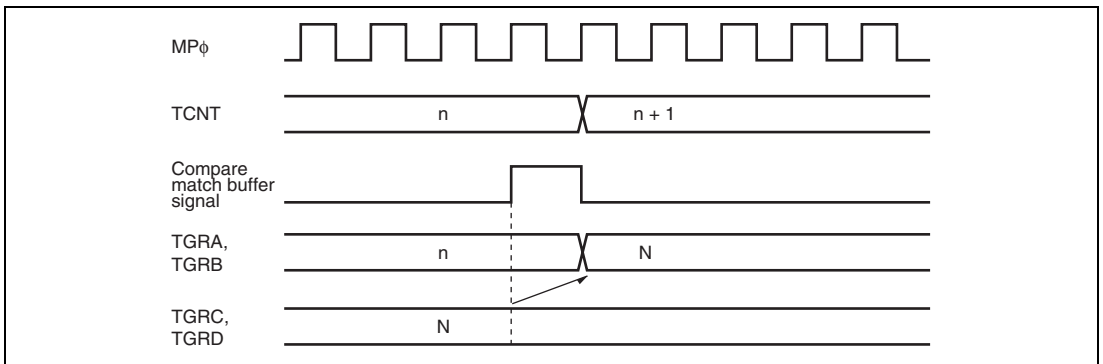 MPφ
TCNT
n
n + 1
Compare
match buffer
signal
TGRA,
TGRB
n
N
TGRC,
TGRD
N